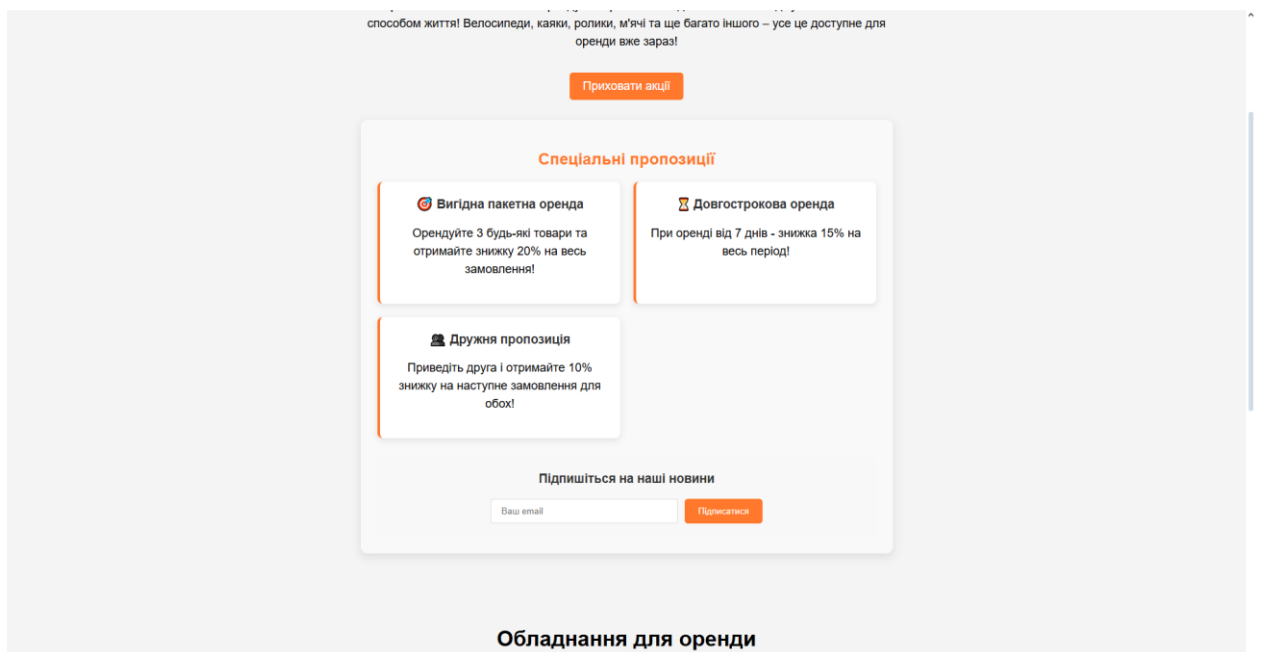 способом життя! Велосипеди, каяки, ролики, м'ячі та ще багато іншого – усе це доступне для
оренди вже зараз!
Приховати акції
Спеціальні пропозиції
🎯 Вигідна пакетна оренда
Орендуйте 3 будь-які товари та
отримайте знижку 20% на весь
замовлення!
⏳ Довгострокова оренда
При оренді від 7 днів - знижка 15% на
весь період!
👥 Дружня пропозиція
Приведіть друга і отримайте 10%
знижку на наступне замовлення для
обох!
Підпишіться на наші новини
Ваш email
Підписатися
Обладнання для оренди